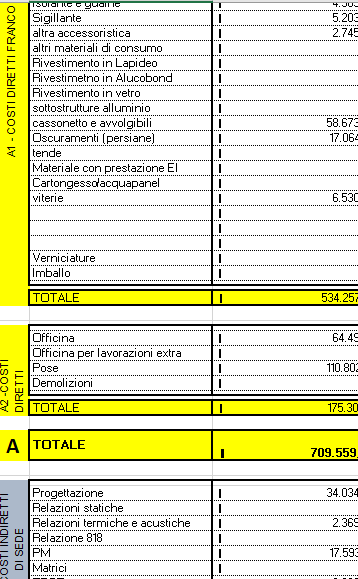 A1 - COSTI DIRETTI FRANCO
Isolante e guaine
Sigillante 5.203
altra accessoristica 2.745
altri materiali di consumo
Rivestimento in Lapideo
Rivestimetno in Alucobond
Rivestimento in vetro
sottostrutture alluminio
cassonetto e avvolgibili 58.673
Oscuramenti (persiane) 17.064
tende
Materiale con prestazione EI
Cartongesso/acquapanel
viterie 6.530
Verniciature
Imballo
TOTALE 534.257
A2 -COSTI DIRETTI
Officina 64.49
Officina per lavorazioni extra
Pose 110.802
Demolizioni
TOTALE 175.30
A TOTALE 709.559
COSTI INDIRETTI DI SEDE
Progettazione 34.034
Relazioni statiche
Relazioni termiche e acustiche 2.365
Relazione 818
PM 17.593
Matrici